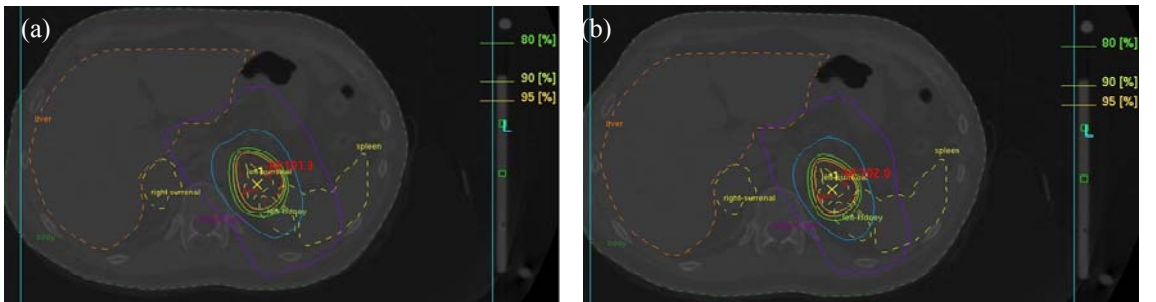 (a)
80 [%]
90 [%]
95 [%]
L
liver
spleen
right-surrenal
left-kidney
body
(b)
80 [%]
90 [%]
95 [%]
L
liver
spleen
right-surrenal
left-kidney
body